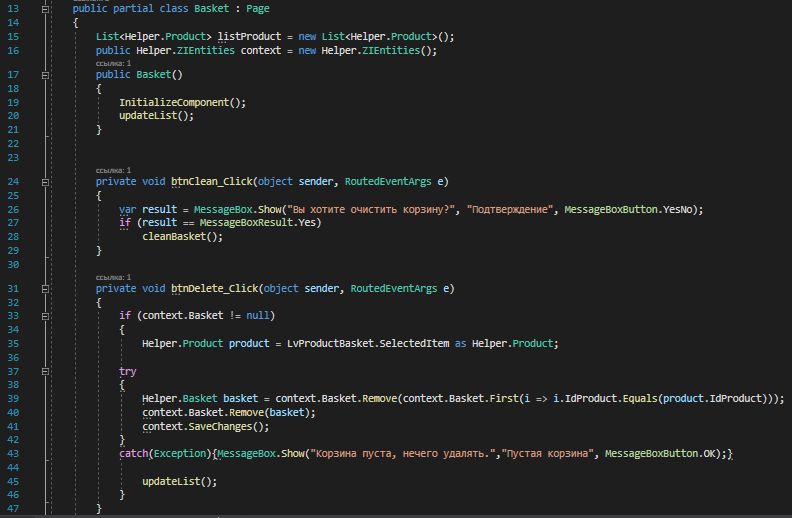 13 public partial class Basket : Page
14 {
15 List<Helper.Product> listProduct = new List<Helper.Product>();
16 public Helper.ZIEntities context = new Helper.ZIEntities();
ссылка: 1
17 public Basket()
18 {
19 InitializeComponent();
20 updateList();
21 }
22
23
ссылка: 1
24 private void btnClean_Click(object sender, RoutedEventArgs e)
25 {
26 var result = MessageBox.Show("Вы хотите очистить корзину?", "Подтверждение", MessageBoxButton.YesNo);
27 if (result == MessageBoxResult.Yes)
28 cleanBasket();
29 }
30
ссылка: 1
31 private void btnDelete_Click(object sender, RoutedEventArgs e)
32 {
33 if (context.Basket != null)
34 {
35 Helper.Product product = LvProductBasket.SelectedItem as Helper.Product;
36
37 try
38 {
39 Helper.Basket basket = context.Basket.Remove(context.Basket.First(i => i.IdProduct.Equals(product.IdProduct)));
40 context.Basket.Remove(basket);
41 context.SaveChanges();
42 }
43 catch(Exception){MessageBox.Show("Корзина пуста, нечего удалять.","Пустая корзина", MessageBoxButton.OK);}
44
45 updateList();
46 }
47 }